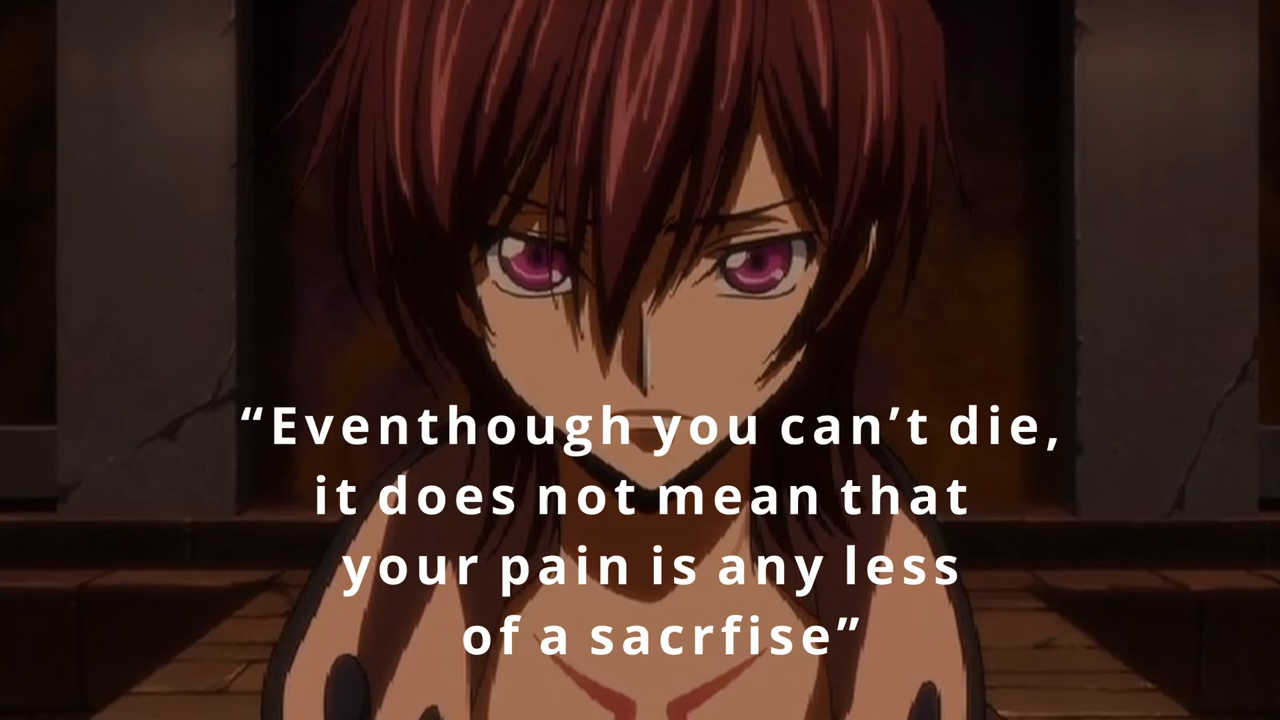 “Eventhough you can’t die,
it does not mean that
your pain is any less
of a sacrfise”